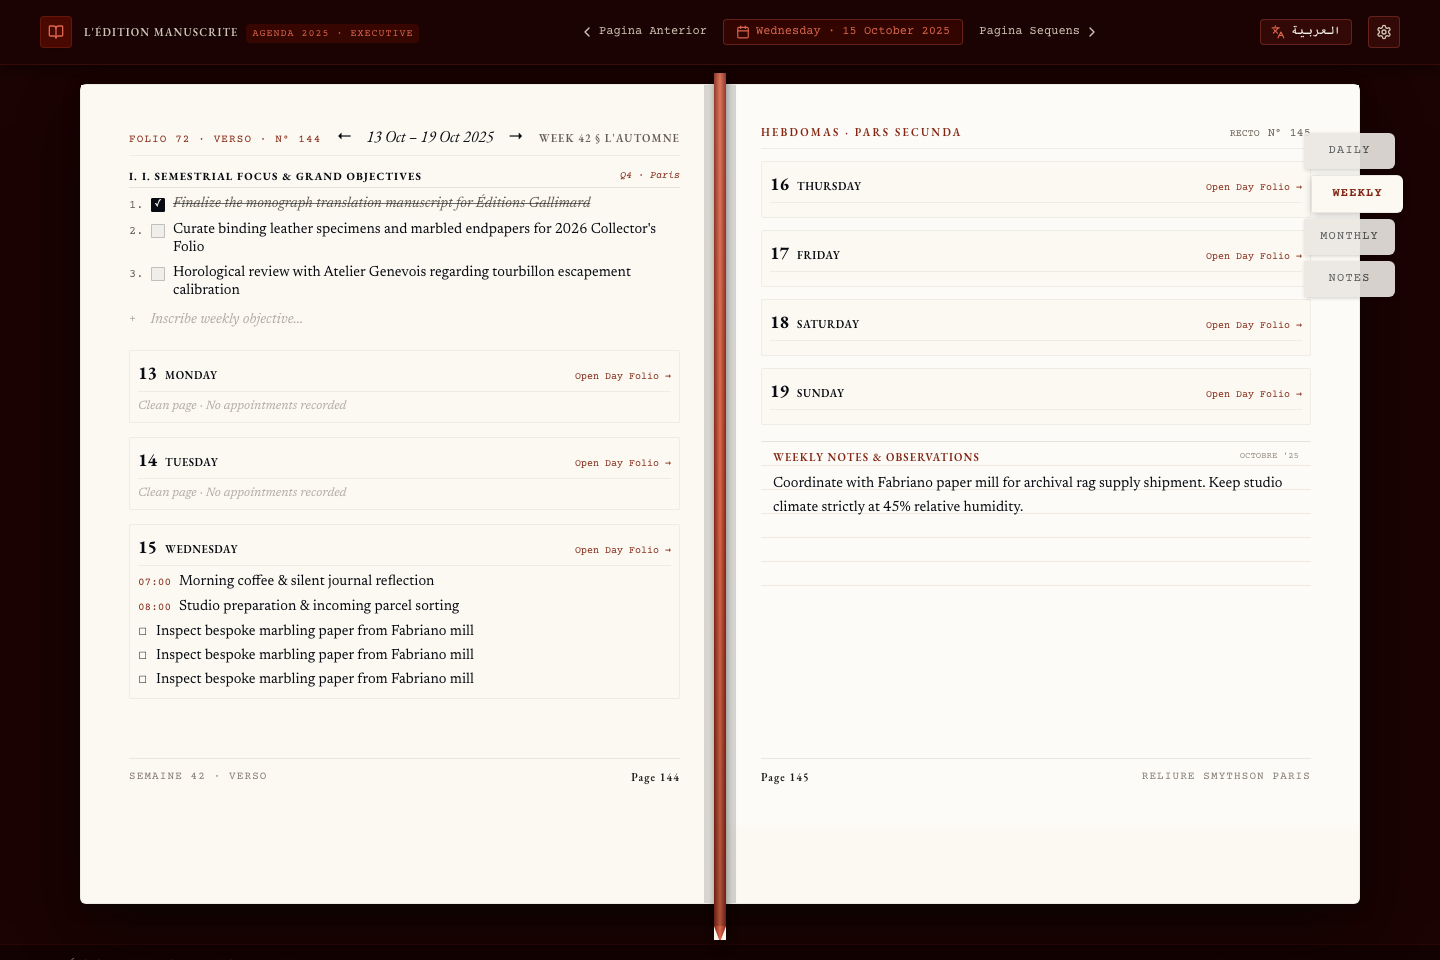 L'ÉDITION MANUSCRITE AGENDA 2025 · EXECUTIVE
Pagina Anterior
Wednesday · 15 October 2025
Pagina Sequens
العربية
FOLIO 72 · VERSO · Nº 144
← 13 Oct – 19 Oct 2025 →
WEEK 42 § L'AUTOMNE
I. I. SEMESTRIAL FOCUS & GRAND OBJECTIVES
Q4 · Paris
1. ✓ Finalize the monograph translation manuscript for Éditions Gallimard
2. Curate binding leather specimens and marbled endpapers for 2026 Collector's
Folio
3. Horological review with Atelier Genevois regarding tourbillon escapement
calibration
+ Inscribe weekly objective...
13 MONDAY
Open Day Folio →
Clean page · No appointments recorded
14 TUESDAY
Open Day Folio →
Clean page · No appointments recorded
15 WEDNESDAY
Open Day Folio →
07:00 Morning coffee & silent journal reflection
08:00 Studio preparation & incoming parcel sorting
☐ Inspect bespoke marbling paper from Fabriano mill
☐ Inspect bespoke marbling paper from Fabriano mill
☐ Inspect bespoke marbling paper from Fabriano mill
SEMAINE 42 · VERSO
Page 144
HEBDOMAS · PARS SECUNDA
RECTO Nº 145
16 THURSDAY
Open Day Folio →
17 FRIDAY
Open Day Folio →
18 SATURDAY
Open Day Folio →
19 SUNDAY
Open Day Folio →
WEEKLY NOTES & OBSERVATIONS
OCTOBRE '25
Coordinate with Fabriano paper mill for archival rag supply shipment. Keep studio
climate strictly at 45% relative humidity.
Page 145
RELIURE SMYTHSON PARIS
DAILY
WEEKLY
MONTHLY
NOTES